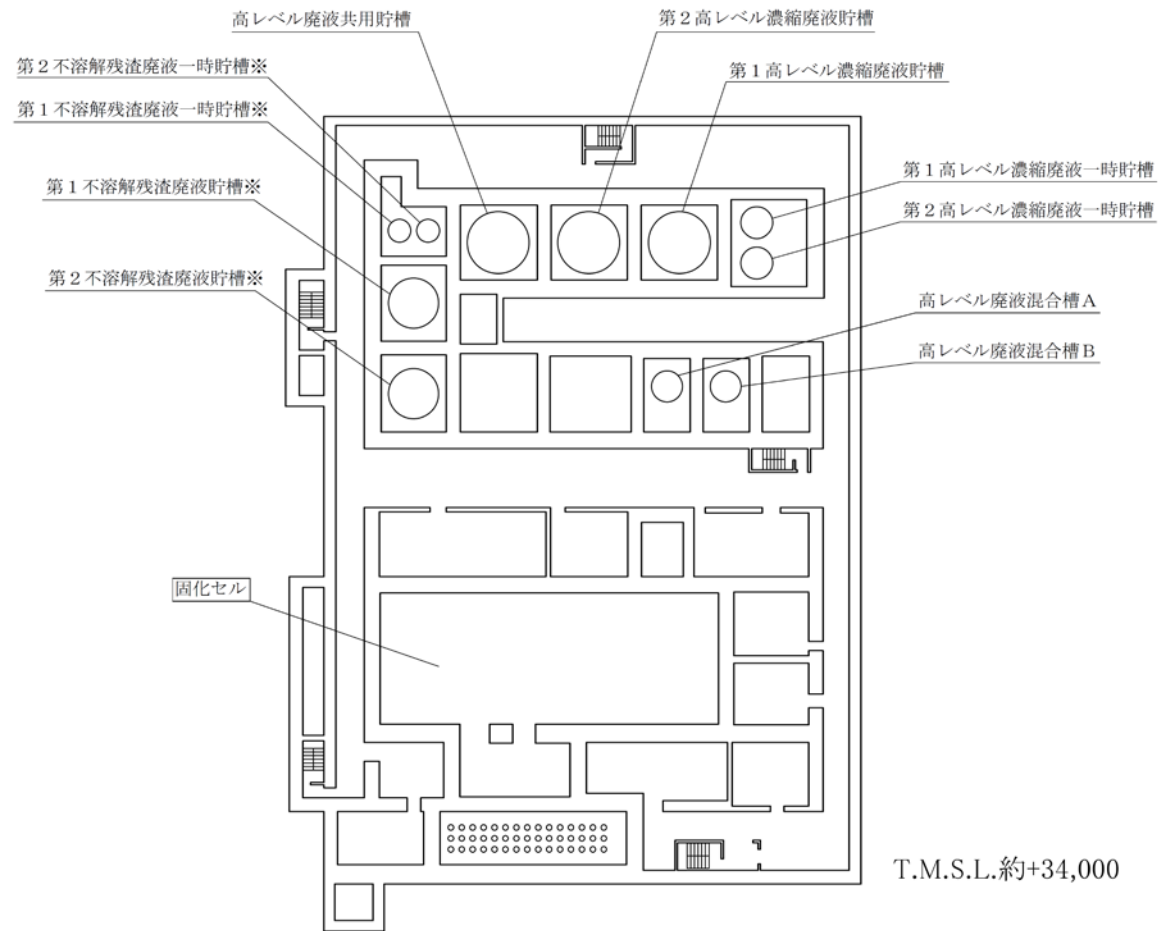 高レベル廃液共用貯槽
第２高レベル濃縮廃液貯槽
第２不溶解残渣廃液一時貯槽※
第１高レベル濃縮廃液貯槽
第１不溶解残渣廃液一時貯槽※
第１不溶解残渣廃液貯槽※
第１高レベル濃縮廃液一時貯槽
第２高レベル濃縮廃液一時貯槽
第２不溶解残渣廃液貯槽※
高レベル廃液混合槽Ａ
高レベル廃液混合槽Ｂ
固化セル
T.M.S.L.約+34,000